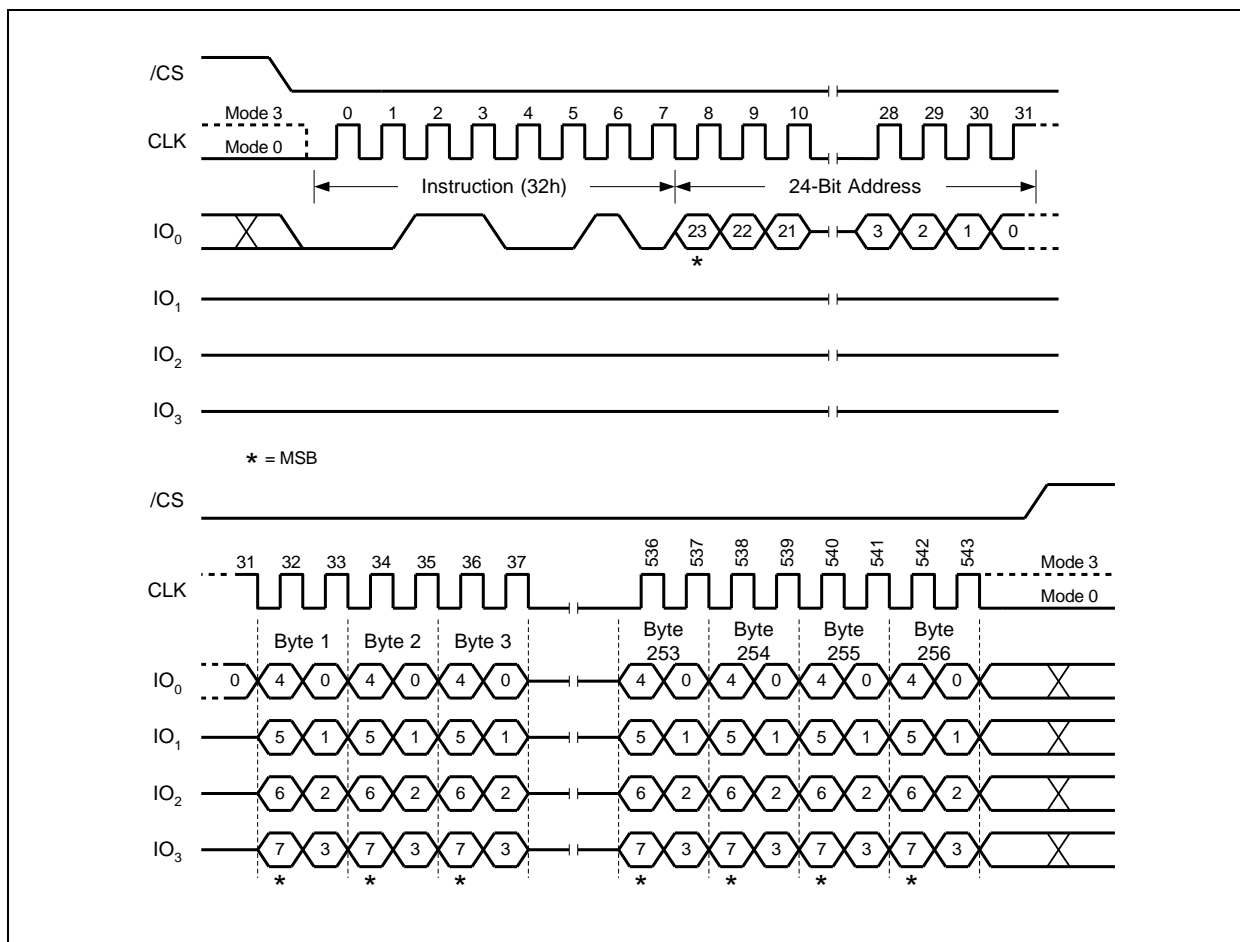 /CS
Mode 3 0 1 2 3 4 5 6 7 8 9 10 28 29 30 31
CLK
Mode 0
Instruction (32h) 24-Bit Address
IO0 23 22 21 3 2 1 0
*
IO1
IO2
IO3
* = MSB
/CS
31 32 33 34 35 36 37 536 537 538 539 540 541 542 543 Mode 3
CLK
Mode 0
Byte 1 Byte 2 Byte 3 Byte 253 Byte 254 Byte 255 Byte 256
IO0 0 4 0 4 0 4 0 4 0 4 0 4 0 4 0
IO1 5 1 5 1 5 1 5 1 5 1 5 1 5 1
IO2 6 2 6 2 6 2 6 2 6 2 6 2 6 2
IO3 7 3 7 3 7 3 7 3 7 3 7 3 7 3
* * * * * * *